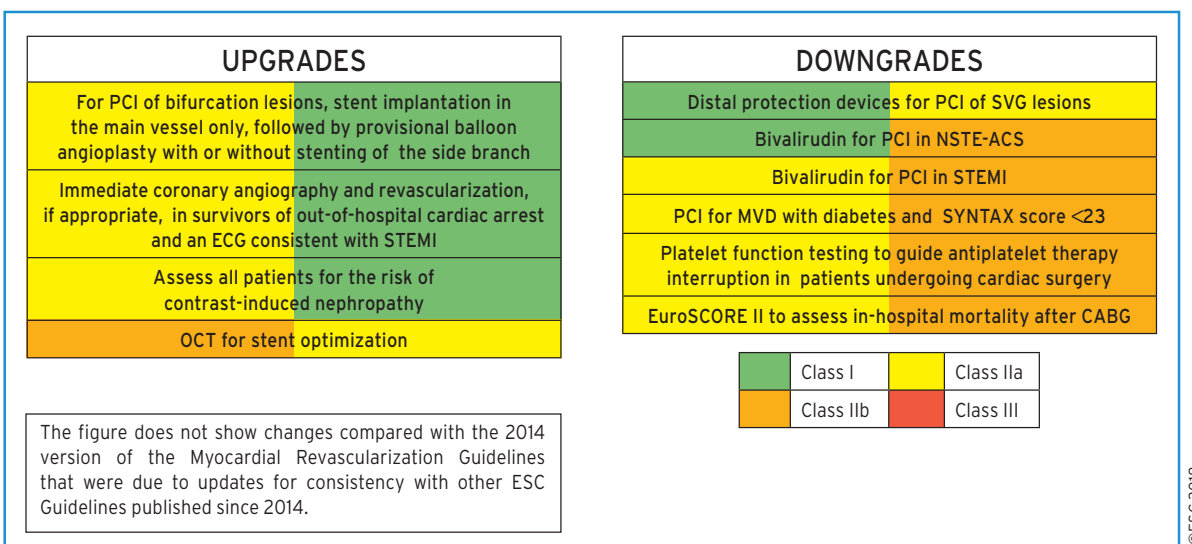 UPGRADES
For PCI of bifurcation lesions, stent implantation in
the main vessel only, followed by provisional balloon
angioplasty with or without stenting of the side branch
Immediate coronary angiography and revascularization,
if appropriate, in survivors of out-of-hospital cardiac arrest
and an ECG consistent with STEMI
Assess all patients for the risk of
contrast-induced nephropathy
OCT for stent optimization
The figure does not show changes compared with the 2014
version of the Myocardial Revascularization Guidelines
that were due to updates for consistency with other ESC
Guidelines published since 2014.
DOWNGRADES
Distal protection devices for PCI of SVG lesions
Bivalirudin for PCI in NSTE-ACS
Bivalirudin for PCI in STEMI
PCI for MVD with diabetes and SYNTAX score <23
Platelet function testing to guide antiplatelet therapy
interruption in patients undergoing cardiac surgery
EuroSCORE II to assess in-hospital mortality after CABG
Class I
Class IIa
Class IIb
Class III
©ESC 2018